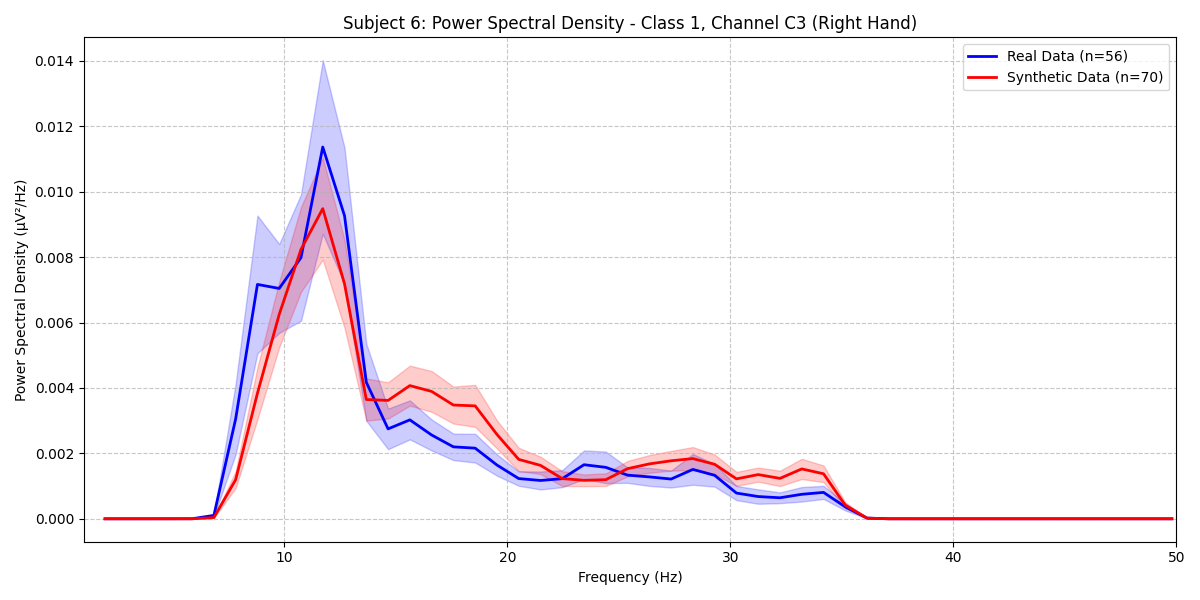 Subject 6: Power Spectral Density - Class 1, Channel C3 (Right Hand)
Real Data (n=56)
Synthetic Data (n=70)
Power Spectral Density (µV²/Hz)
0.014
0.012
0.010
0.008
0.006
0.004
0.002
0.000
10
20
30
40
50
Frequency (Hz)